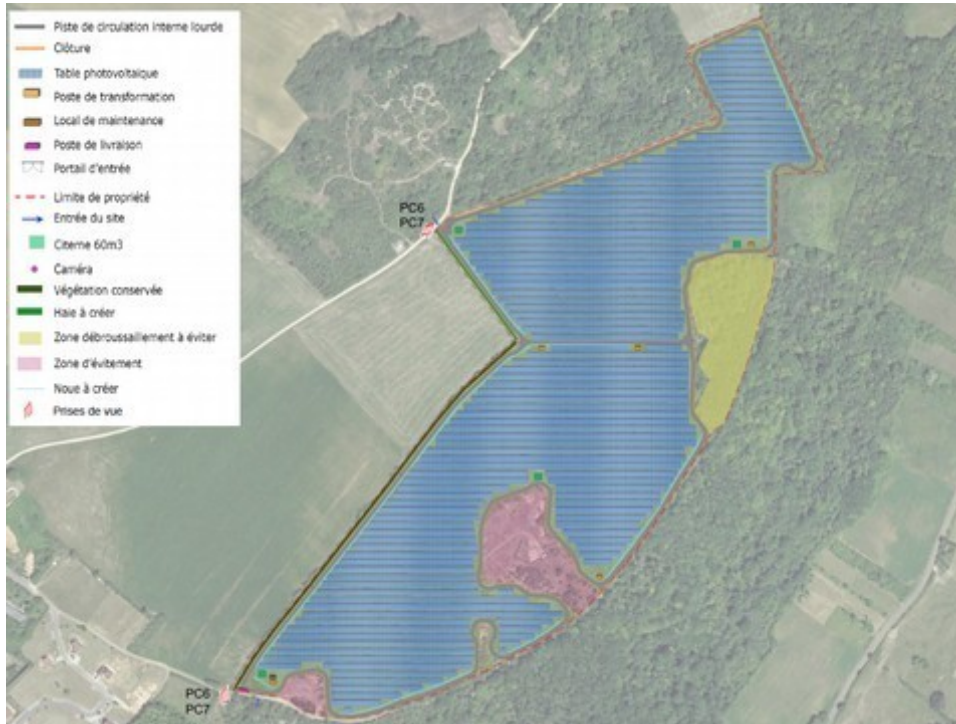 Piste de circulation interne lourde
Clôture
Table photovoltaïque
Poste de transformation
Local de maintenance
Poste de livraison
Portail d'entrée
Limite de propriété
Entrée du site
Citerne 60m3
Caméra
Végétation conservée
Haie à créer
Zone débroussaillement à éviter
Zone d'évitement
Noue à créer
Prises de vue
PC6
PC7
PC6
PC7